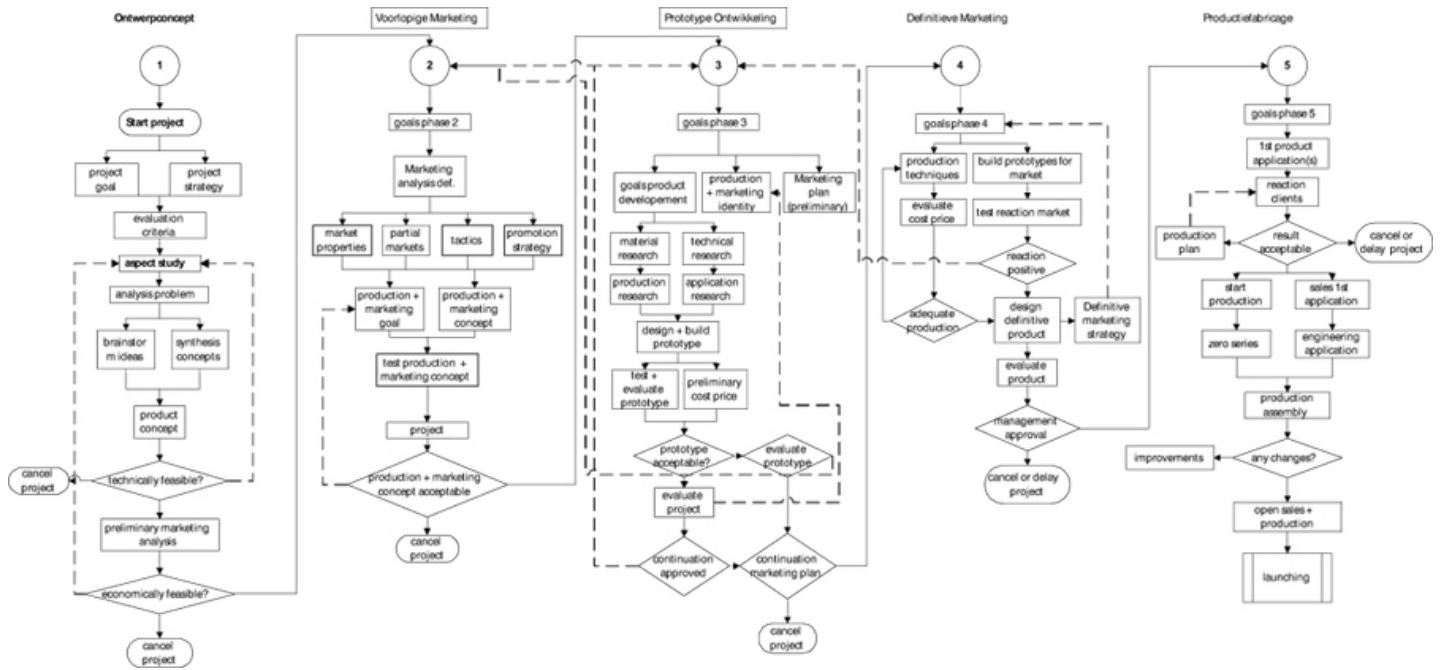 Ontwerpconcept
1
Start project
project
goal
project
strategy
evaluation
criteria
aspect study
analysis problem
brainstor
m ideas
synthesis
concepts
product
concept
technically feasible?
cancel
project
preliminary marketing
analysis
economically feasible?
cancel
project
Voorlopige Marketing
2
goals phase 2
Marketing
analysis def.
market
properties
partial
markets
tactics
promotion
strategy
production +
marketing
goal
production +
marketing
concept
test production +
marketing concept
project
production + marketing
concept acceptable
cancel
project
Prototype Ontwikkeling
3
goals phase 3
goals product
developement
production
+ marketing
identity
Marketing
plan
(preliminary)
material
research
technical
research
production
research
application
research
design + build
prototype
test +
evaluate
prototype
preliminary
cost price
prototype
acceptable?
evaluate
prototype
evaluate
project
continuation
approved
continuation
marketing plan
cancel
project
Definitieve Marketing
4
goals phase 4
production
techniques
build prototypes for
market
evaluate
cost price
test reaction market
reaction
positive
adequate
production
design
definitive
product
Definitive
marketing
strategy
evaluate
product
management
approval
cancel or delay
project
Productiefabricage
5
goals phase 5
1st product
application(s)
reaction
clients
production
plan
result
acceptable
cancel or
delay project
start
production
sales 1st
application
zero series
engineering
application
production
assembly
improvements
any changes?
open sales +
production
launching